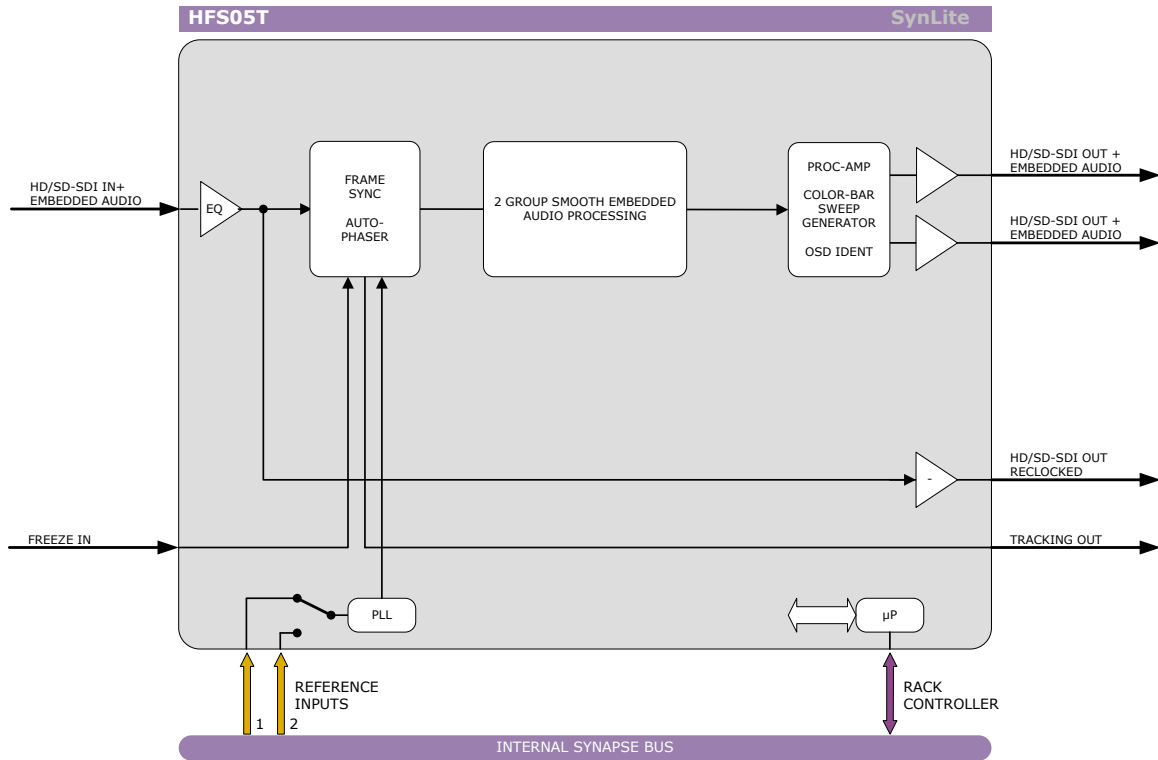 HFS05T
SynLite
HD/SD-SDI IN+
EMBEDDED AUDIO
EQ
FRAME
SYNC
AUTO-
PHASER
2 GROUP SMOOTH EMBEDDED
AUDIO PROCESSING
PROC-AMP
COLOR-BAR
SWEEP
GENERATOR
OSD IDENT
HD/SD-SDI OUT +
EMBEDDED AUDIO
HD/SD-SDI OUT +
EMBEDDED AUDIO
HD/SD-SDI OUT
RECLOCKED
-
FREEZE IN
TRACKING OUT
PLL
µP
REFERENCE
INPUTS
1
2
RACK
CONTROLLER
INTERNAL SYNAPSE BUS